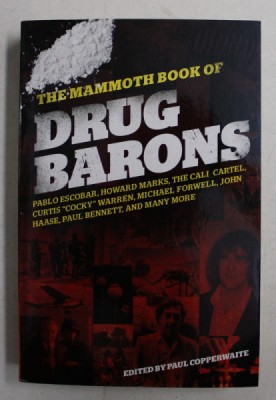 THE MAMMOTH BOOK OF
DRUG
BARONS
PABLO ESCOBAR, HOWARD MARKS, THE CALI CARTEL,
CURTIS "COCKY" WARREN, MICHAEL FORWELL, JOHN
HAASE, PAUL BENNETT, AND MANY MORE
EDITED BY PAUL COPPERWAITE